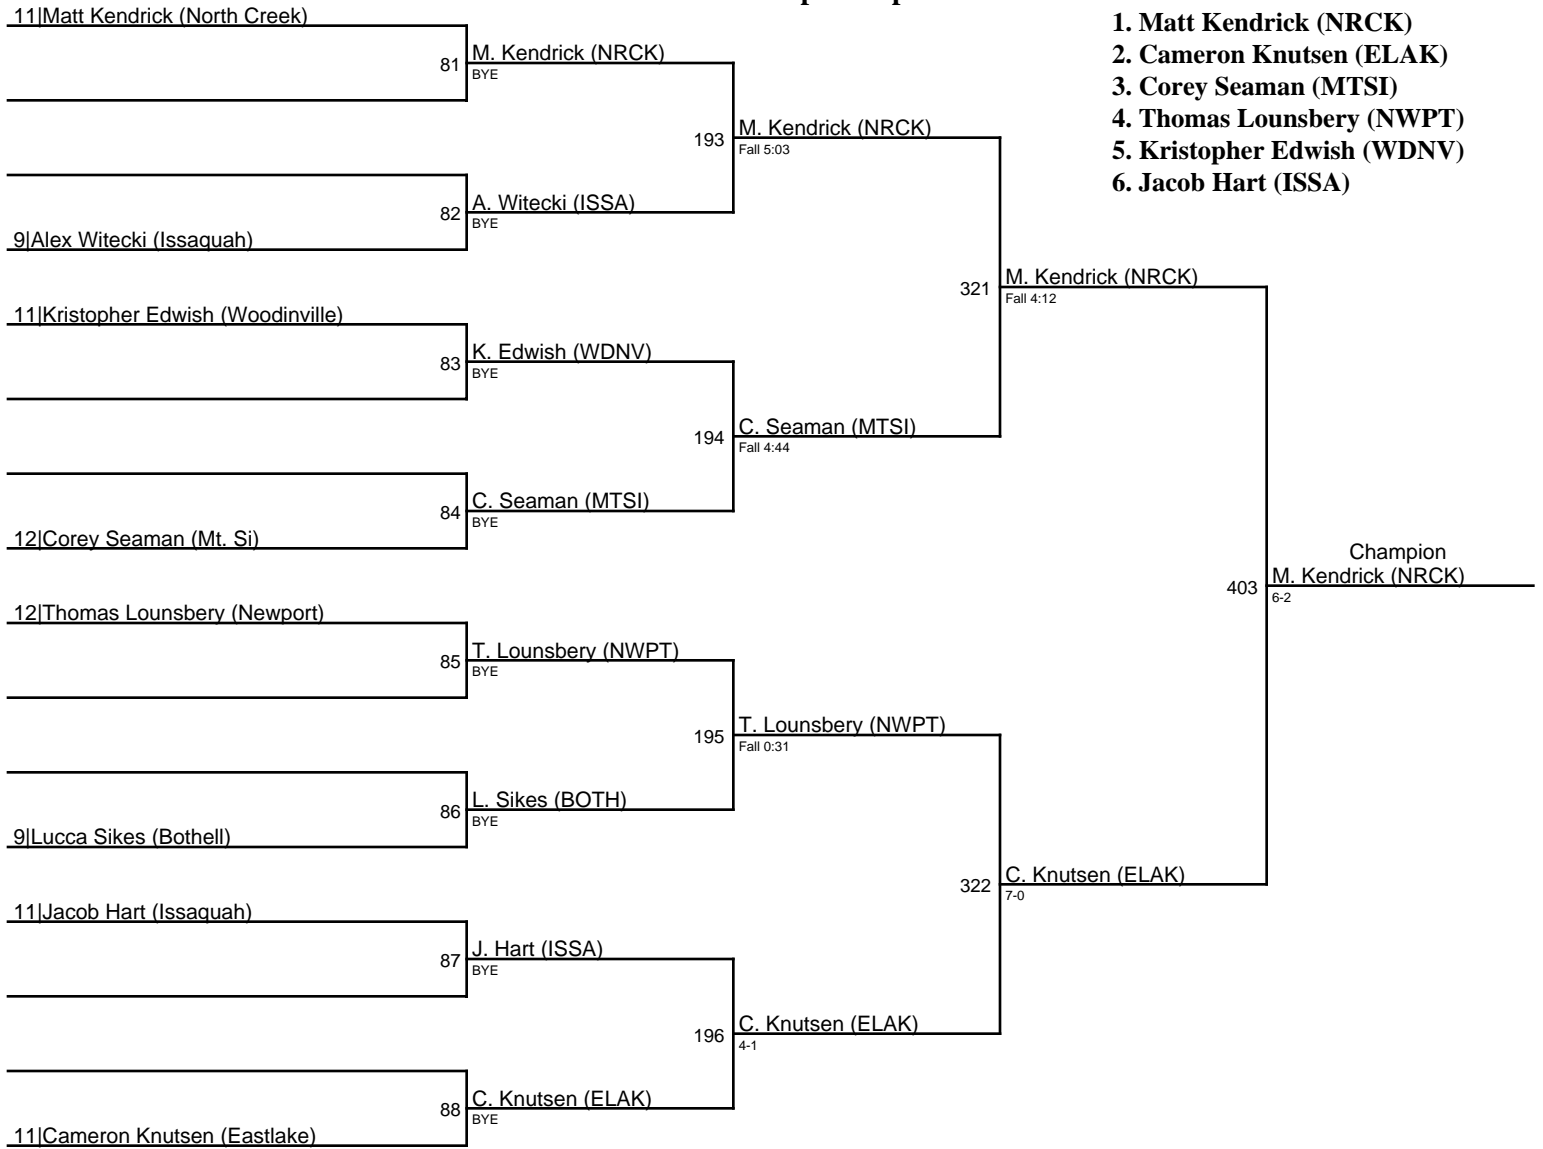 11|Matt Kendrick (North Creek)
81
M. Kendrick (NRCK)
BYE
193
M. Kendrick (NRCK)
Fall 5:03
82
A. Witecki (ISSA)
BYE
9|Alex Witecki (Issaquah)
321
M. Kendrick (NRCK)
Fall 4:12
11|Kristopher Edwish (Woodinville)
83
K. Edwish (WDNV)
BYE
194
C. Seaman (MTSI)
Fall 4:44
84
C. Seaman (MTSI)
BYE
12|Corey Seaman (Mt. Si)
403
Champion
M. Kendrick (NRCK)
6-2
12|Thomas Lounsbery (Newport)
85
T. Lounsbery (NWPT)
BYE
195
T. Lounsbery (NWPT)
Fall 0:31
86
L. Sikes (BOTH)
BYE
9|Lucca Sikes (Bothell)
322
C. Knutsen (ELAK)
7-0
11|Jacob Hart (Issaquah)
87
J. Hart (ISSA)
BYE
196
C. Knutsen (ELAK)
4-1
88
C. Knutsen (ELAK)
BYE
11|Cameron Knutsen (Eastlake)
1. Matt Kendrick (NRCK)
2. Cameron Knutsen (ELAK)
3. Corey Seaman (MTSI)
4. Thomas Lounsbery (NWPT)
5. Kristopher Edwish (WDNV)
6. Jacob Hart (ISSA)